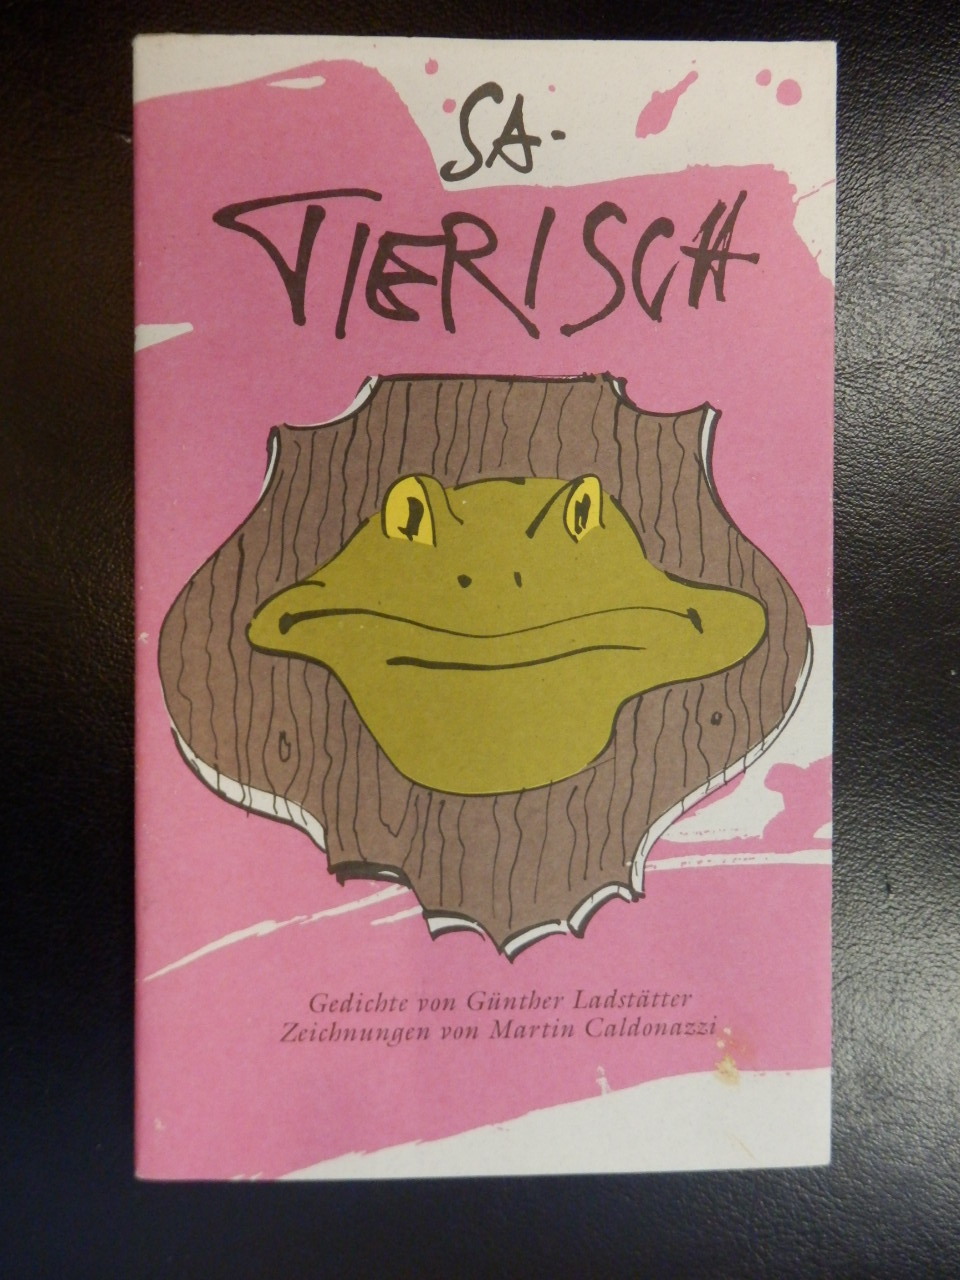 SA-
TIERISCH
Gedichte von Günther Ladstätter
Zeichnungen von Martin Caldonazzi